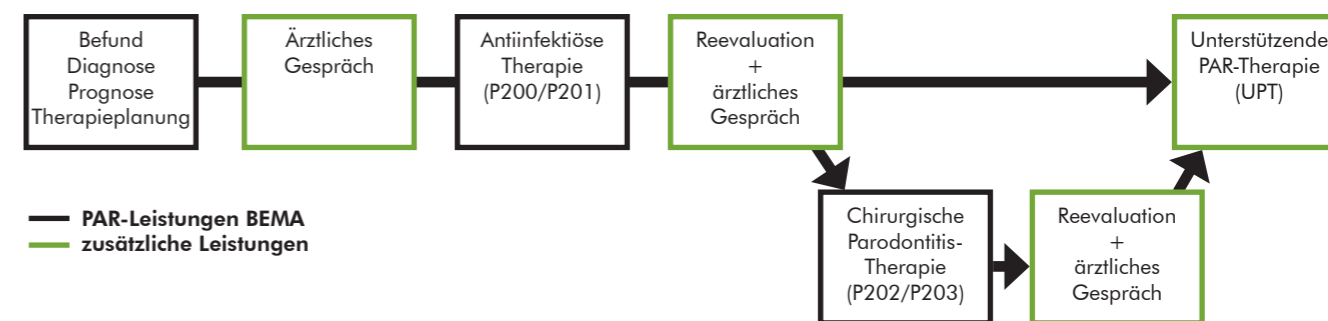 Befund
Diagnose
Prognose
Therapieplanung
Ärztliches
Gespräch
Antiinfektiöse
Therapie
(P200/P201)
Reevaluation
+
ärztliches
Gespräch
Unterstützende
PAR-Therapie
(UPT)
Chirurgische
Parodontitis-
Therapie
(P202/P203)
Reevaluation
+
ärztliches
Gespräch
PAR-Leistungen BEMA
zusätzliche Leistungen